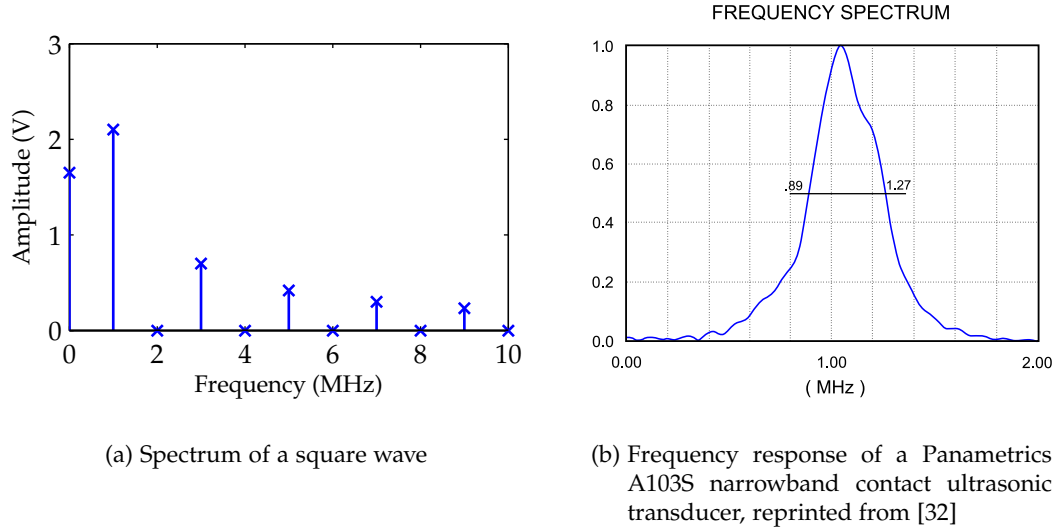 3
2
1
0
Amplitude (V)
0 2 4 6 8 10
Frequency (MHz)
(a) Spectrum of a square wave
FREQUENCY SPECTRUM
1.0
0.8
0.6
.89 1.27
0.4
0.2
0.0
0.00 1.00 2.00
( MHz )
(b) Frequency response of a Panametrics
A103S narrowband contact ultrasonic
transducer, reprinted from [32]